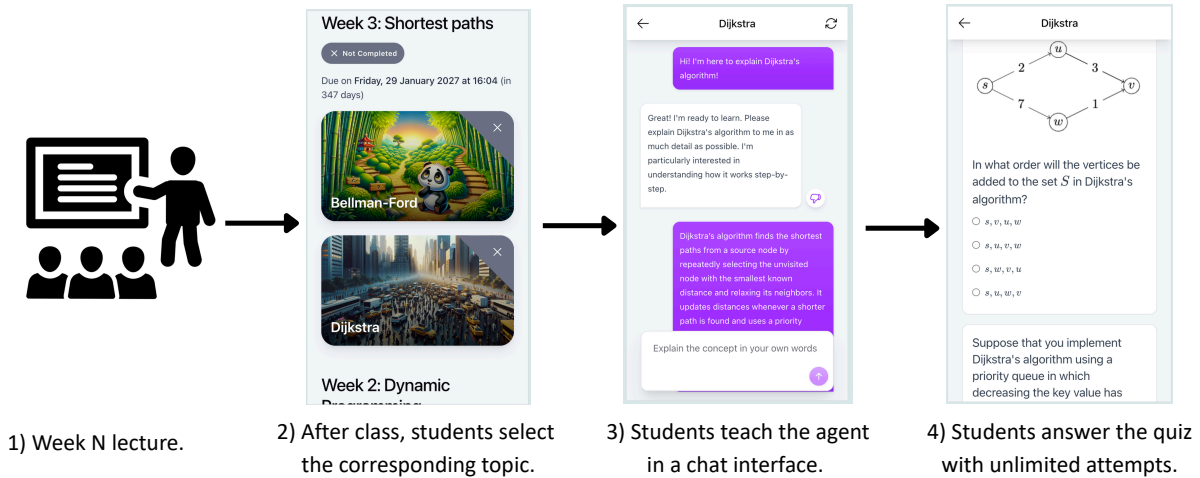 Week 3: Shortest paths
× Not Completed
Due on Friday, 29 January 2027 at 16:04 (in
347 days)
Bellman-Ford
Dijkstra
Week 2: Dynamic
Programming
Dijkstra
Hi! I'm here to explain Dijkstra's
algorithm!
Great! I'm ready to learn. Please
explain Dijkstra's algorithm to me in as
much detail as possible. I'm
particularly interested in
understanding how it works step-by-
step.
Dijkstra's algorithm finds the shortest
paths from a source node by
repeatedly selecting the unvisited
node with the smallest known
distance and relaxing its neighbors. It
updates distances whenever a shorter
path is found and uses a priority
Explain the concept in your own words
Dijkstra
u
2
3
s
v
7
1
w
In what order will the vertices be
added to the set S in Dijkstra's
algorithm?
s, v, u, w
s, u, v, w
s, w, v, u
s, u, w, v
Suppose that you implement
Dijkstra's algorithm using a
priority queue in which
decreasing the key value has
1) Week N lecture.
2) After class, students select
the corresponding topic.
3) Students teach the agent
in a chat interface.
4) Students answer the quiz
with unlimited attempts.